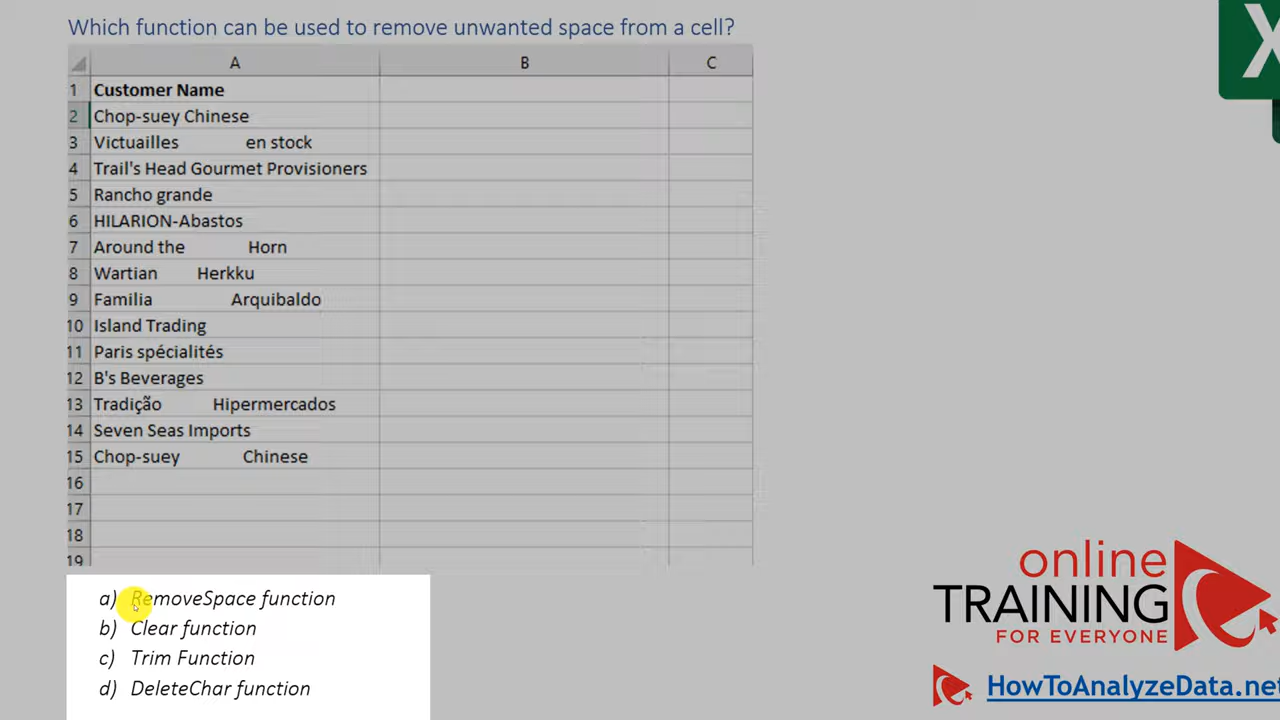 Which function can be used to remove unwanted space from a cell?
A B C
1 Customer Name
2 Chop-suey Chinese
3 Victuailles en stock
4 Trail's Head Gourmet Provisioners
5 Rancho grande
6 HILARION-Abastos
7 Around the Horn
8 Wartian Herkku
9 Familia Arquibaldo
10 Island Trading
11 Paris spécialités
12 B's Beverages
13 Tradição Hipermercados
14 Seven Seas Imports
15 Chop-suey Chinese
16
17
18
19
a) RemoveSpace function
b) Clear function
c) Trim Function
d) DeleteChar function
X
online
TRAINING
FOR EVERYONE
HowToAnalyzeData.net